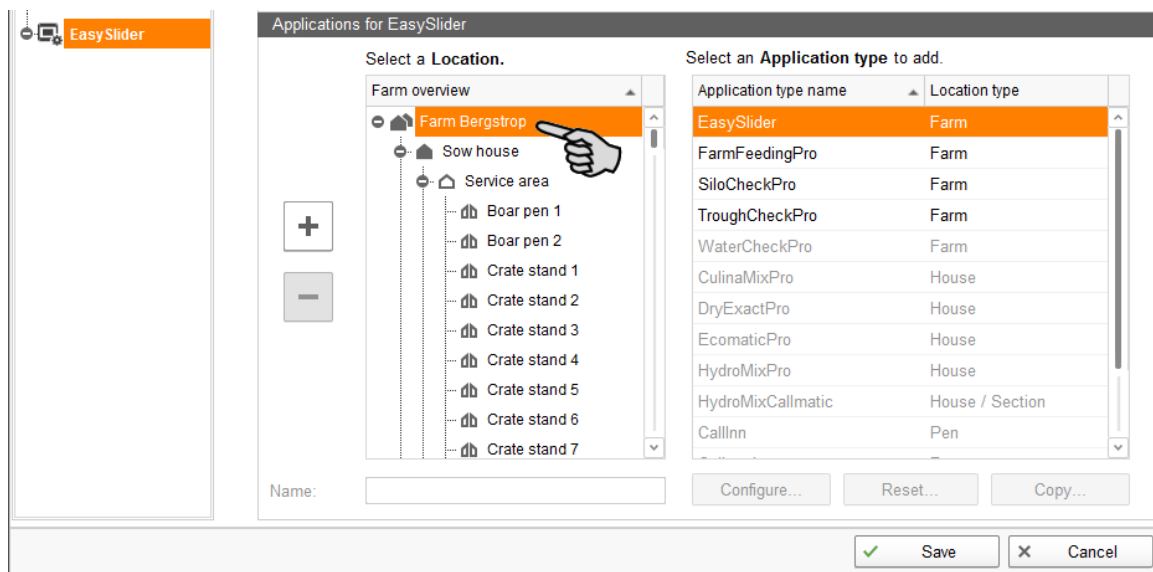 EasySlider
Applications for EasySlider
Select a Location.
Farm overview
Farm Bergstrop
Sow house
Service area
Boar pen 1
Boar pen 2
Crate stand 1
Crate stand 2
Crate stand 3
Crate stand 4
Crate stand 5
Crate stand 6
Crate stand 7
Select an Application type to add.
Application type name Location type
EasySlider Farm
FarmFeedingPro Farm
SiloCheckPro Farm
TroughCheckPro Farm
WaterCheckPro Farm
CulinaMixPro House
DryExactPro House
EcomaticPro House
HydroMixPro House
HydroMixCallmatic House / Section
CallInn Pen
Name:
Configure... Reset... Copy...
Save Cancel